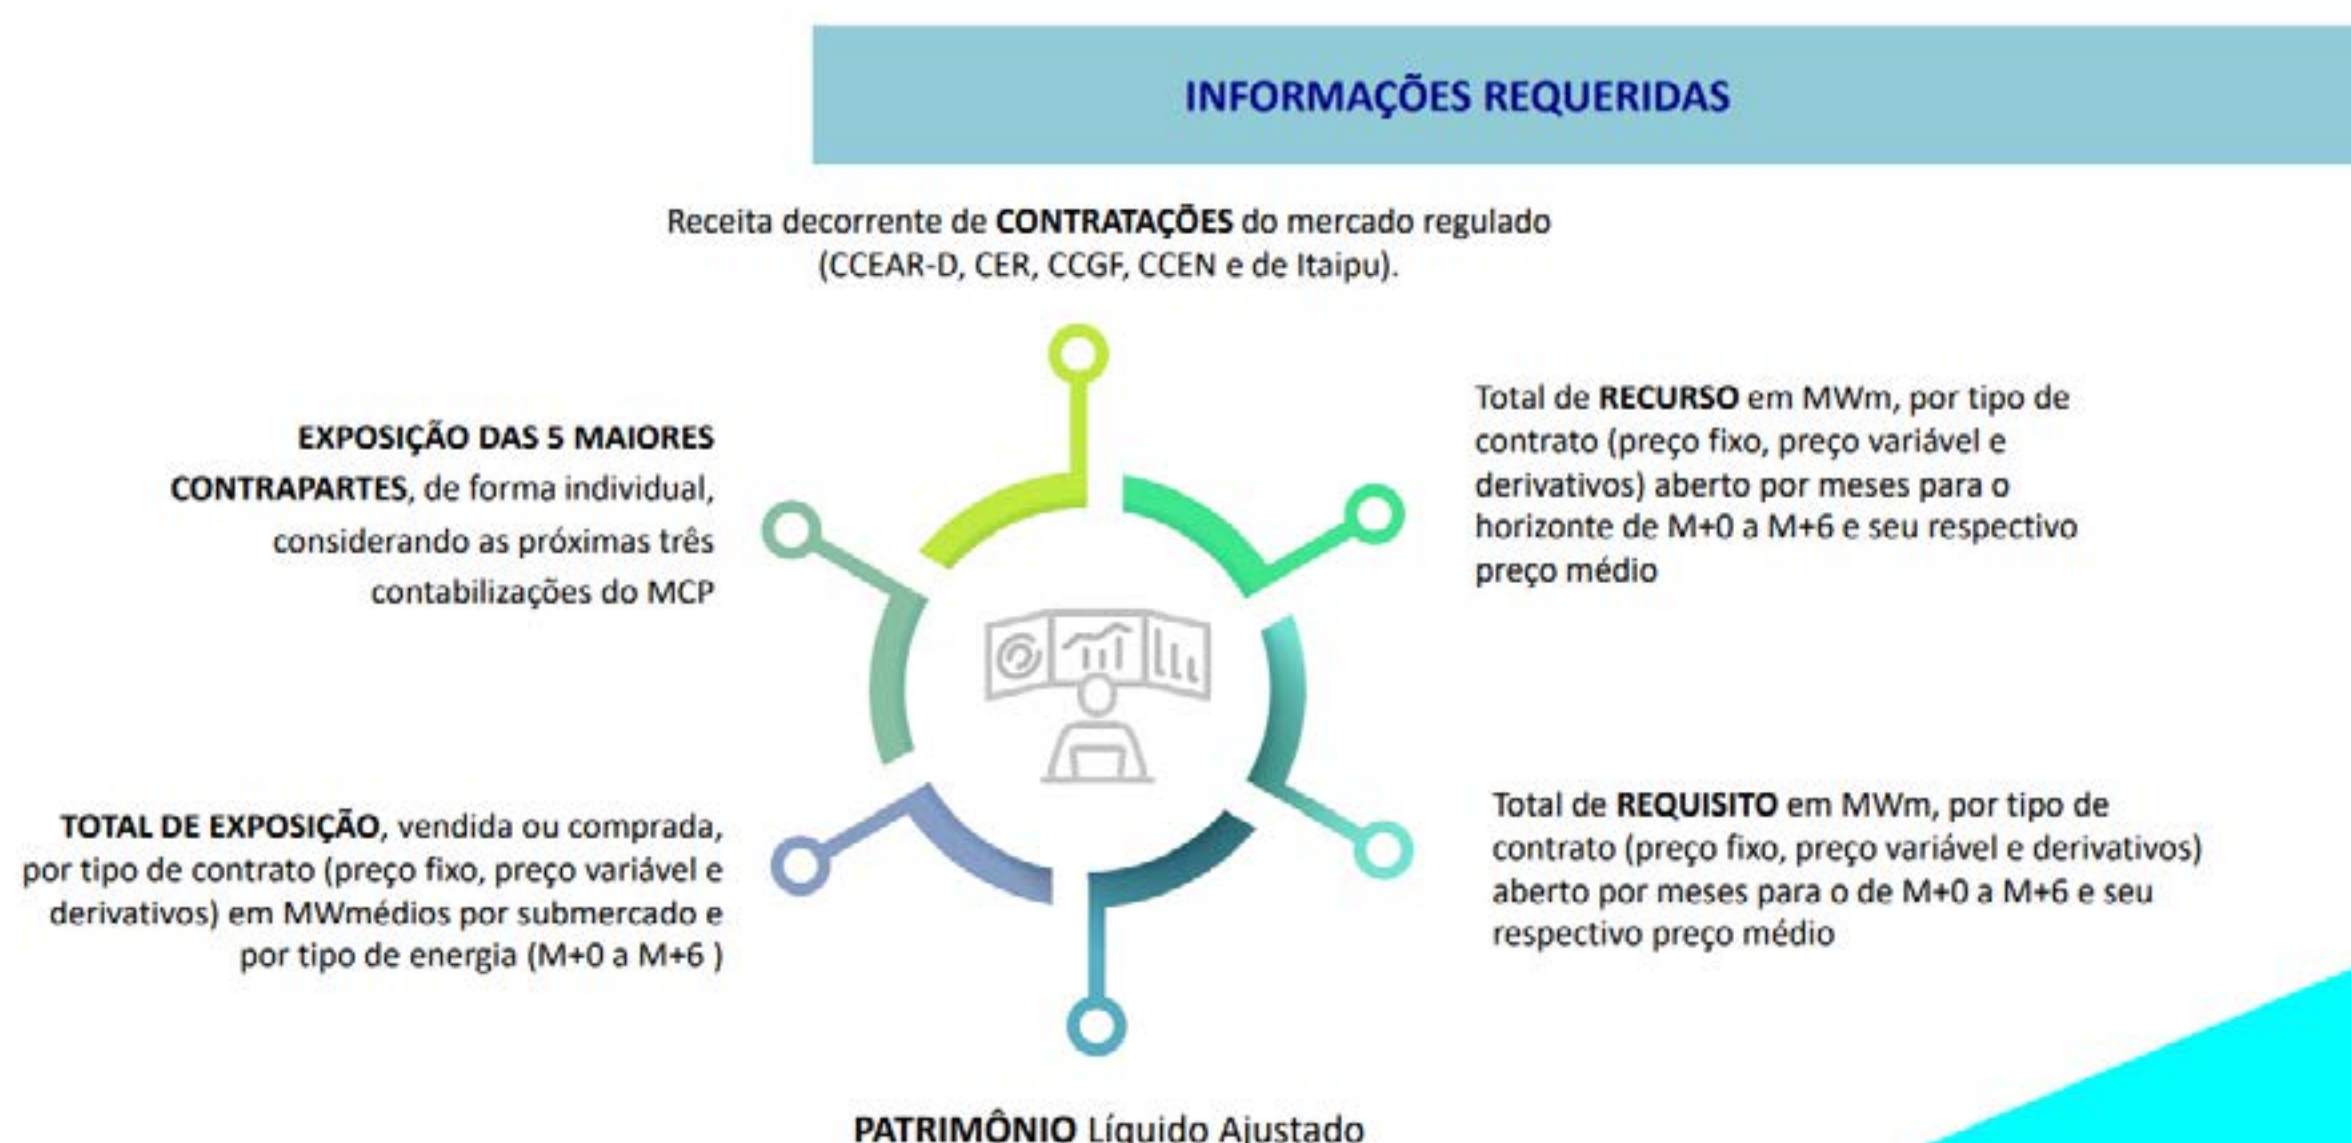 INFORMAÇÕES REQUERIDAS
Receita decorrente de CONTRATAÇÕES do mercado regulado
(CCEAR-D, CER, CCGF, CCEN e de Itaipu).
Total de RECURSO em MWm, por tipo de
contrato (preço fixo, preço variável e
derivativos) aberto por meses para o
horizonte de M+0 a M+6 e seu respectivo
preço médio
EXPOSIÇÃO DAS 5 MAIORES
CONTRAPARTES, de forma individual,
considerando as próximas três
contabilizações do MCP
Total de REQUISITO em MWm, por tipo de
contrato (preço fixo, preço variável e derivativos)
aberto por meses para o de M+0 a M+6 e seu
respectivo preço médio
TOTAL DE EXPOSIÇÃO, vendida ou comprada,
por tipo de contrato (preço fixo, preço variável e
derivativos) em MWmédios por submercado e
por tipo de energia (M+0 a M+6 )
PATRIMÔNIO Líquido Ajustado